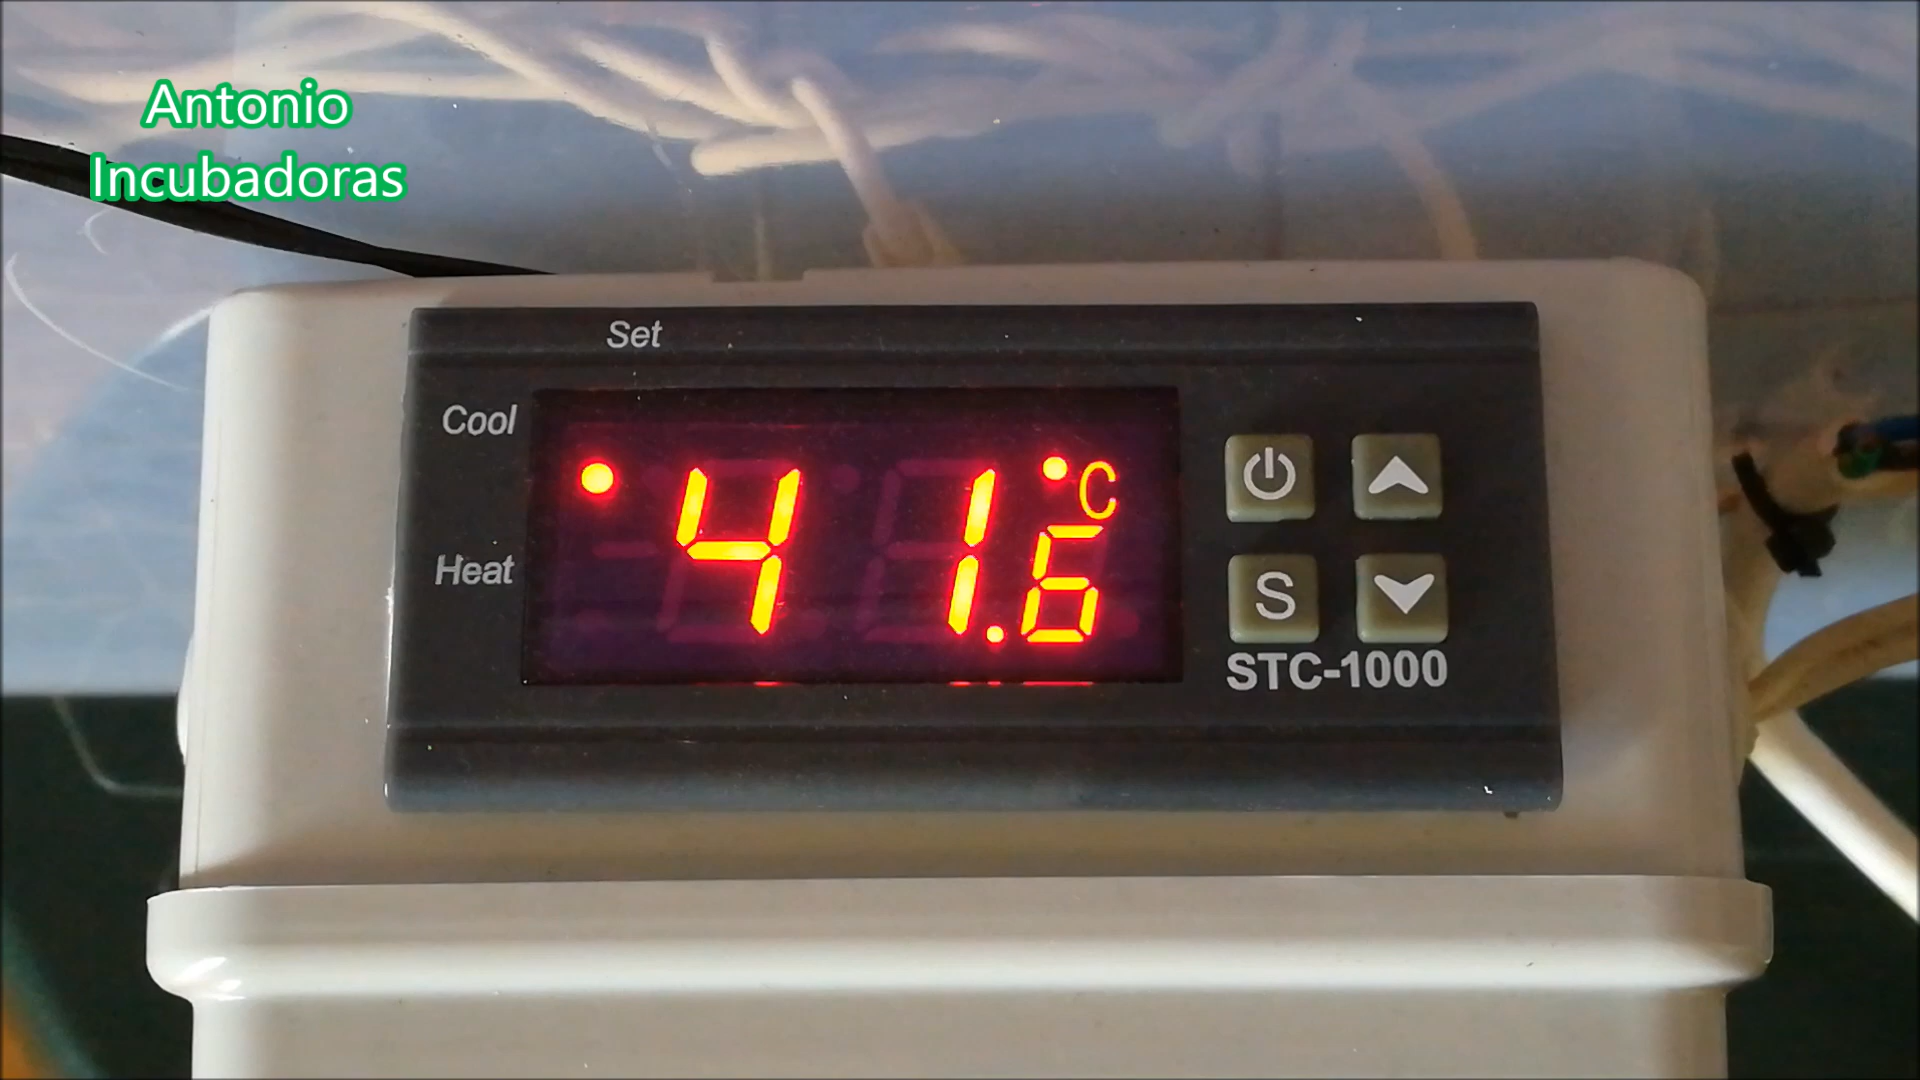 Antonio
Incubadoras
Set
Cool
Heat
41.6 °C
S
STC-1000